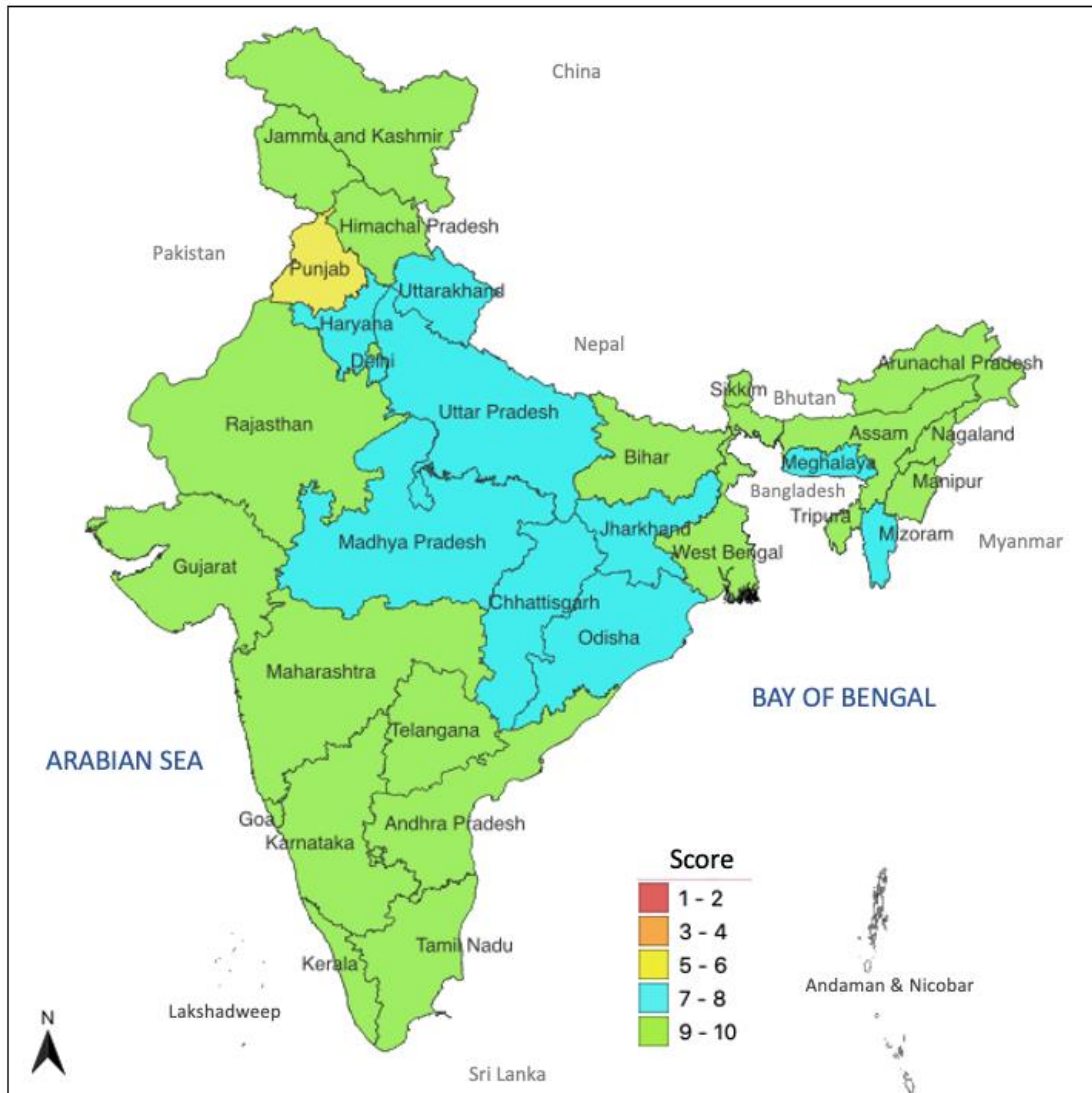 China
Jammu and Kashmir
Himachal Pradesh
Pakistan
Punjab
Uttarakhand
Haryana
Nepal
Delhi
Arunachal Pradesh
Sikkim
Bhutan
Uttar Pradesh
Rajasthan
Assam
Nagaland
Bihar
Meghalaya
Manipur
Bangladesh
Tripura
Jharkhand
Mizoram
Myanmar
Madhya Pradesh
West Bengal
Gujarat
Chhattisgarh
Odisha
Maharashtra
BAY OF BENGAL
Telangana
ARABIAN SEA
Goa
Andhra Pradesh
Karnataka
Score
1 - 2
3 - 4
5 - 6
7 - 8
9 - 10
Tamil Nadu
Kerala
Andaman & Nicobar
Lakshadweep
N
Sri Lanka